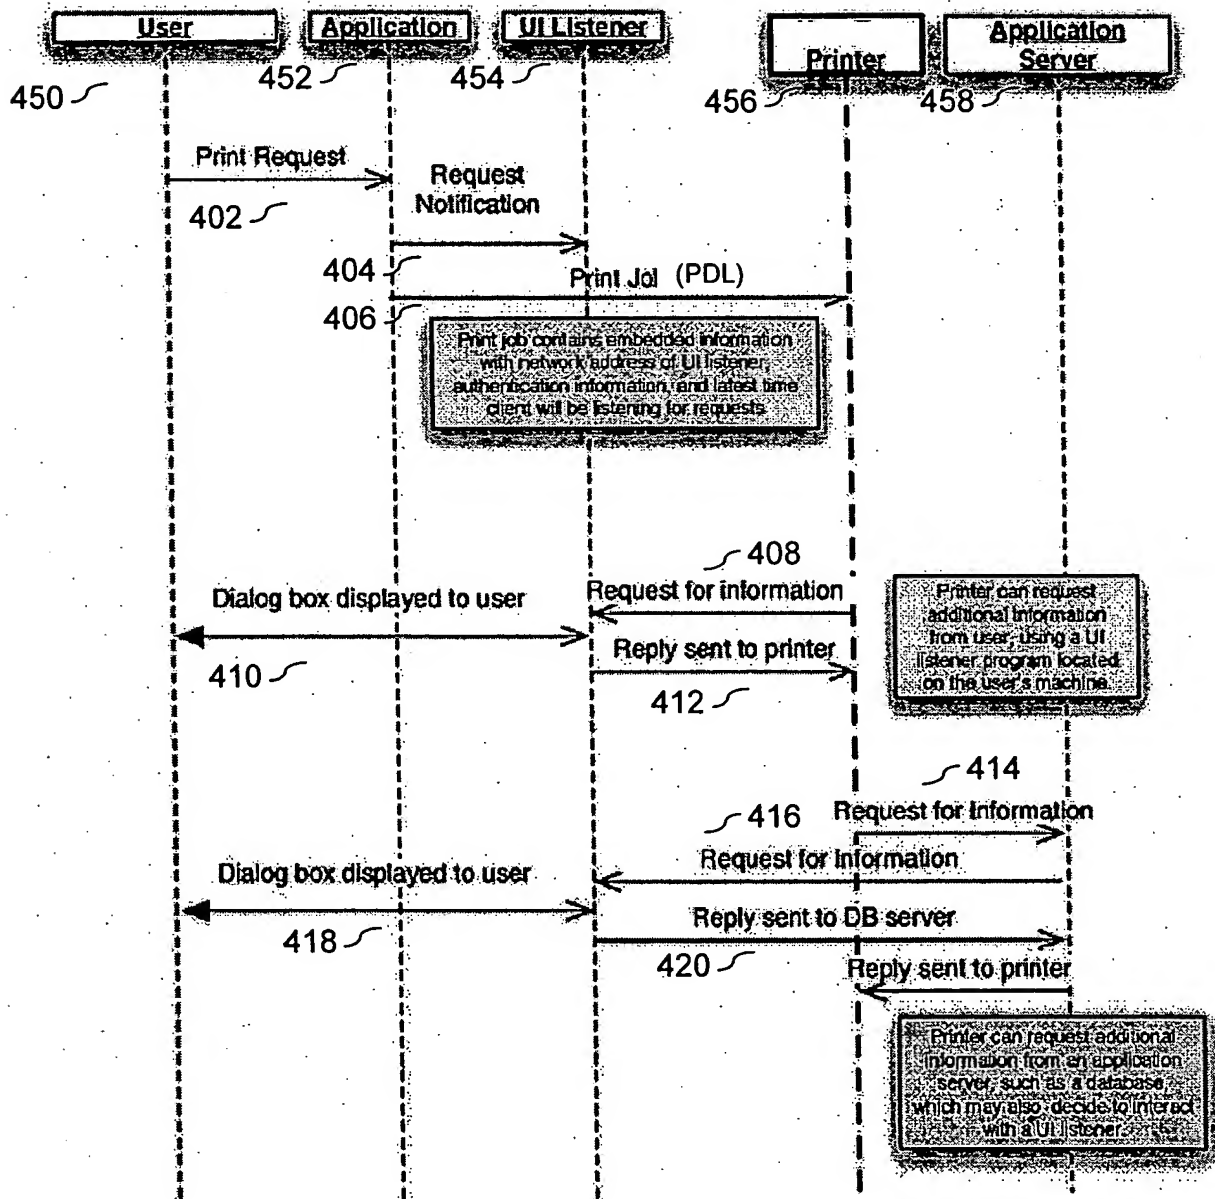 User
Application
UI Listener
Printer
Application
Server
450
452
454
456
458
Print Request
402
Request
Notification
404
Print Jol (PDL)
406
Print job contains embedded information
with network address of UI listener,
authentication information, and latest time
client will be listening for requests.
408
Request for information
Dialog box displayed to user
410
Reply sent to printer
412
Printer can request
additional information
from user, using a UI
listener program located
on the user's machine.
414
Request for Information
416
Request for Information
Dialog box displayed to user
418
Reply sent to DB server
420
Reply sent to printer
Printer can request additional
information from an application
server, such as a database,
which may also decide to interact
with a UI listener.